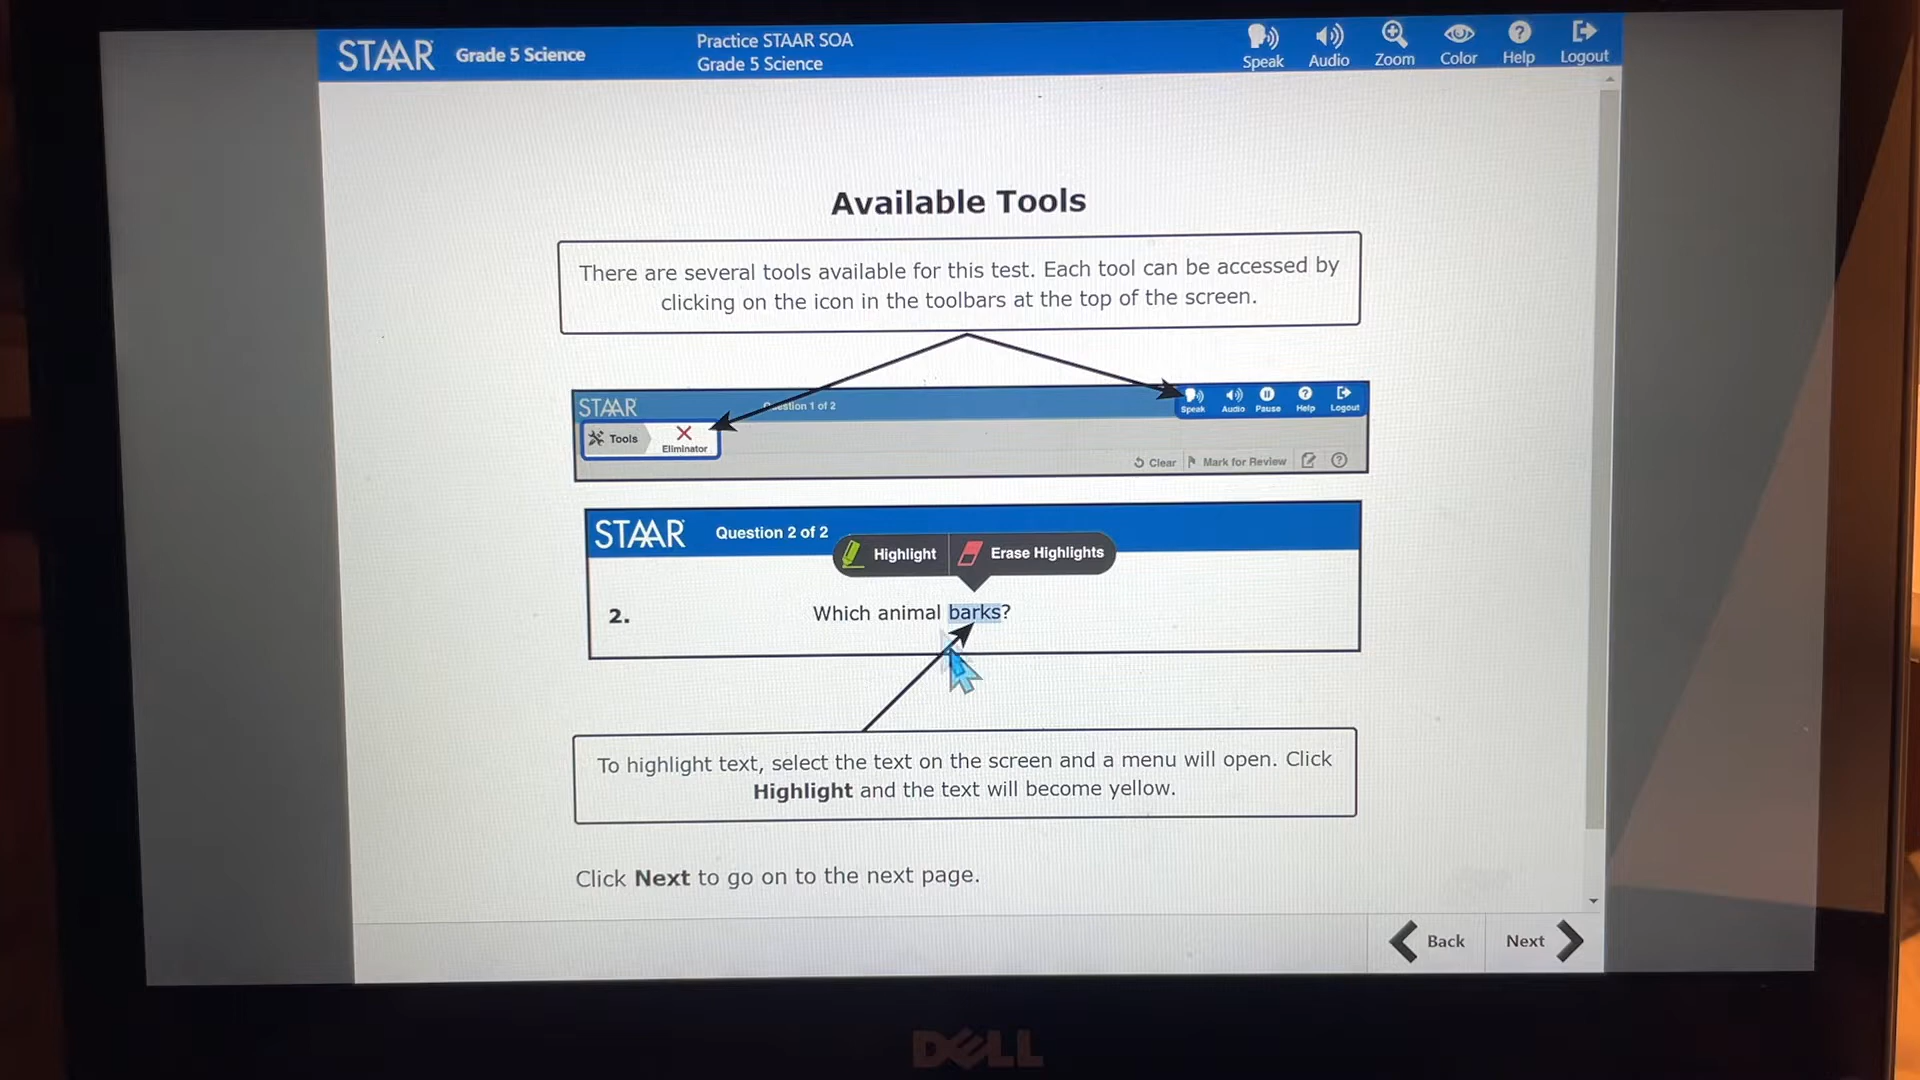 STAAR Grade 5 Science
Practice STAAR SOA
Grade 5 Science
Speak Audio Zoom Color Help Logout
Available Tools
There are several tools available for this test. Each tool can be accessed by
clicking on the icon in the toolbars at the top of the screen.
STAAR Question 1 of 2
Speak Audio Pause Help Logout
Tools Eliminator
Clear Mark for Review
STAAR Question 2 of 2
Highlight Erase Highlights
2. Which animal barks?
To highlight text, select the text on the screen and a menu will open. Click
Highlight and the text will become yellow.
Click Next to go on to the next page.
Back Next
DELL